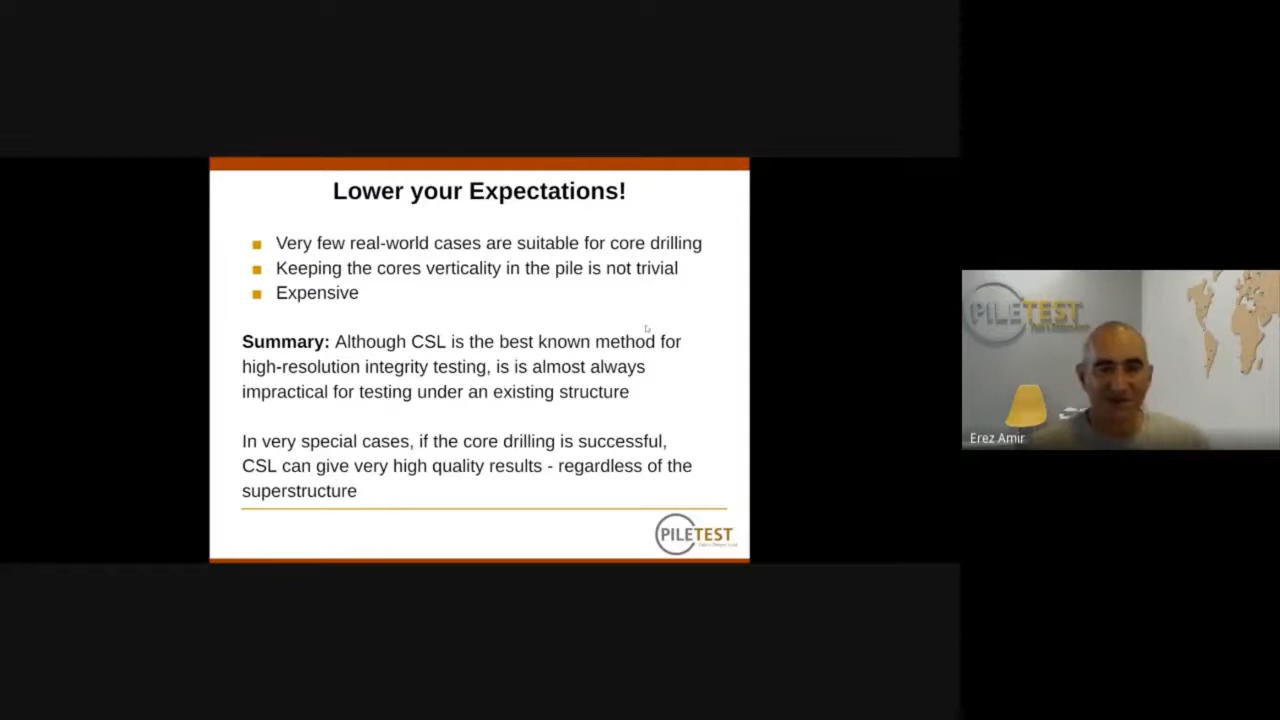 Lower your Expectations!
Very few real-world cases are suitable for core drilling
Keeping the cores verticality in the pile is not trivial
Expensive
Summary: Although CSL is the best known method for
high-resolution integrity testing, is is almost always
impractical for testing under an existing structure
In very special cases, if the core drilling is successful,
CSL can give very high quality results - regardless of the
superstructure
PILETEST
PILETEST
Erez Amir